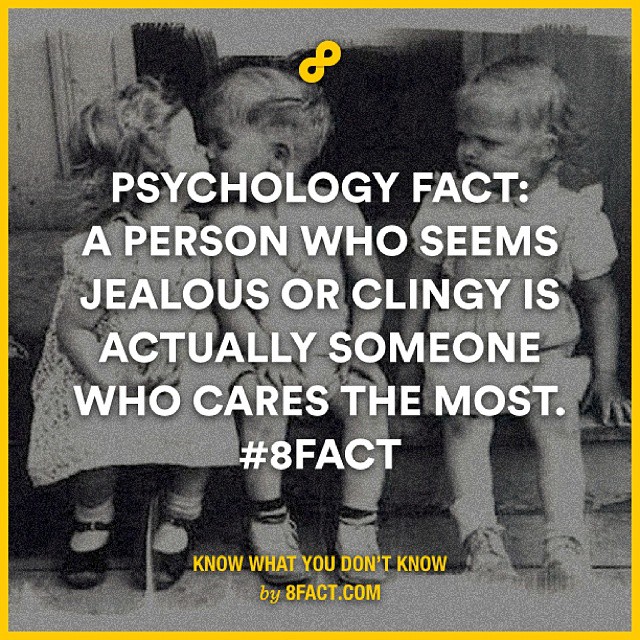 PSYCHOLOGY FACT:
A PERSON WHO SEEMS
JEALOUS OR CLINGY IS
ACTUALLY SOMEONE
WHO CARES THE MOST.
#8FACT
KNOW WHAT YOU DON'T KNOW
by 8FACT.COM